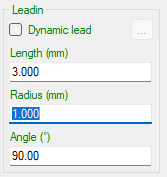 Leadin
Dynamic lead ...
Length (mm)
3.000
Radius (mm)
1.000
Angle (°)
90.00